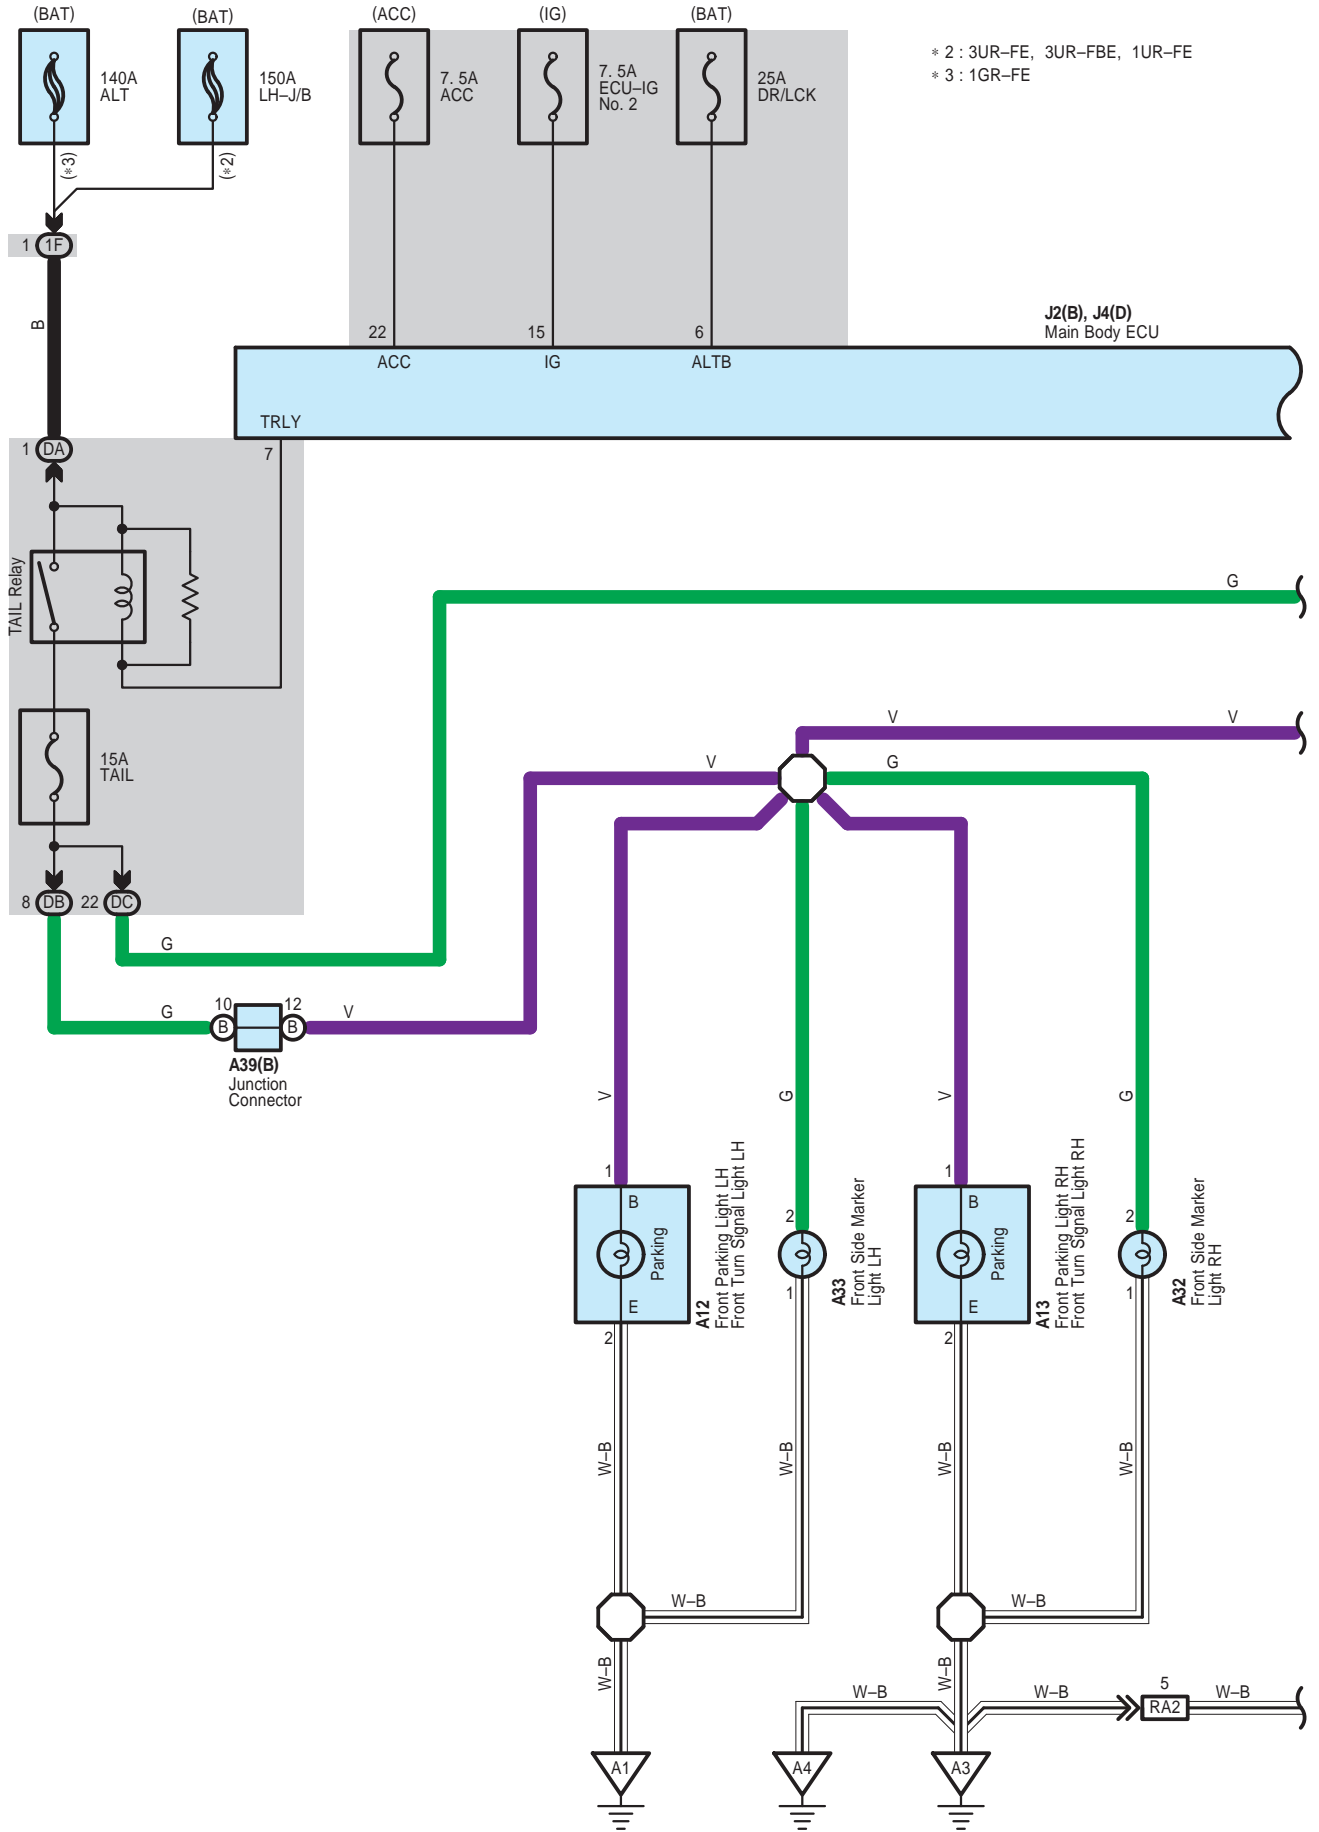 (BAT)
(BAT)
(ACC)
(IG)
(BAT)
140A
ALT
150A
LH–J/B
7. 5A
ACC
7. 5A
ECU–IG
No. 2
25A
DR/LCK
* 2 : 3UR–FE, 3UR–FBE, 1UR–FE
* 3 : 1GR–FE
(*3)
(*2)
1
1F
B
22
15
6
J2(B), J4(D)
Main Body ECU
ACC
IG
ALTB
TRLY
7
1
DA
TAIL Relay
G
15A
TAIL
V
V
V
G
8
DB
22
DC
G
G
10
12
B
B
V
A39(B)
Junction
Connector
V
G
V
G
1
B
Parking
E
2
A12
Front Parking Light LH
Front Turn Signal Light LH
2
1
A33
Front Side Marker
Light LH
1
B
Parking
E
2
A13
Front Parking Light RH
Front Turn Signal Light RH
2
1
A32
Front Side Marker
Light RH
W–B
W–B
W–B
W–B
W–B
W–B
W–B
W–B
W–B
W–B
5
RA2
W–B
A1
A4
A3